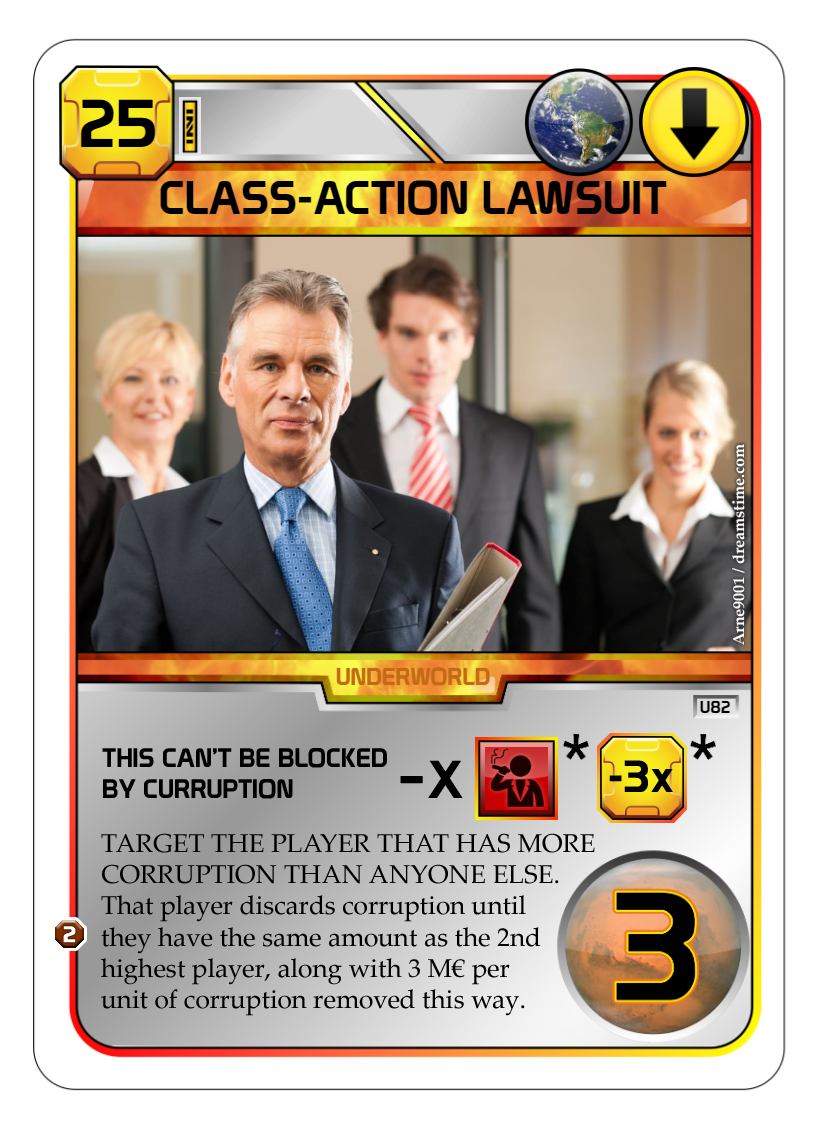 25
CLASS-ACTION LAWSUIT
Arne9001 / dreamstime.com
UNDERWORLD
U82
THIS CAN'T BE BLOCKED
BY CURRUPTION
-X * -3x *
TARGET THE PLAYER THAT HAS MORE
CORRUPTION THAN ANYONE ELSE.
That player discards corruption until
they have the same amount as the 2nd
highest player, along with 3 M€ per
unit of corruption removed this way.
2
3